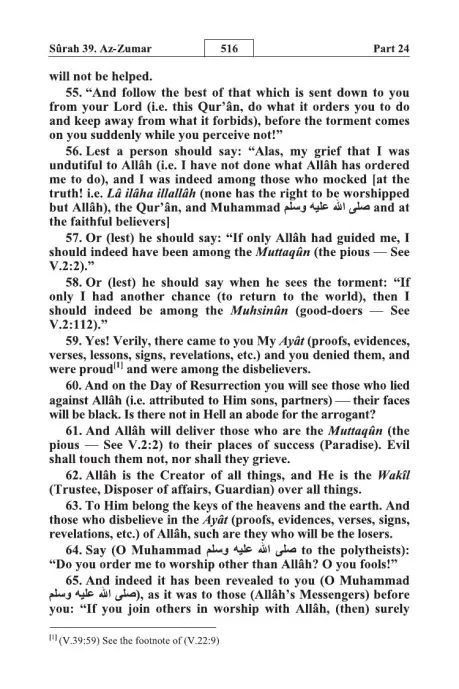 Sûrah 39. Az-Zumar 516 Part 24
will not be helped.
55. “And follow the best of that which is sent down to you
from your Lord (i.e. this Qur’ân, do what it orders you to do
and keep away from what it forbids), before the torment comes
on you suddenly while you perceive not!”
56. Lest a person should say: “Alas, my grief that I was
undutiful to Allâh (i.e. I have not done what Allâh has ordered
me to do), and I was indeed among those who mocked [at the
truth! i.e. Lâ ilâha illallâh (none has the right to be worshipped
but Allâh), the Qur’ân, and Muhammad صلى الله عليه وسلم and at
the faithful believers]
57. Or (lest) he should say: “If only Allâh had guided me, I
should indeed have been among the Muttaqûn (the pious — See
V.2:2).”
58. Or (lest) he should say when he sees the torment: “If
only I had another chance (to return to the world), then I
should indeed be among the Muhsinûn (good-doers — See
V.2:112).”
59. Yes! Verily, there came to you My Ayât (proofs, evidences,
verses, lessons, signs, revelations, etc.) and you denied them, and
were proud[1] and were among the disbelievers.
60. And on the Day of Resurrection you will see those who lied
against Allâh (i.e. attributed to Him sons, partners) — their faces
will be black. Is there not in Hell an abode for the arrogant?
61. And Allâh will deliver those who are the Muttaqûn (the
pious — See V.2:2) to their places of success (Paradise). Evil
shall touch them not, nor shall they grieve.
62. Allâh is the Creator of all things, and He is the Wakîl
(Trustee, Disposer of affairs, Guardian) over all things.
63. To Him belong the keys of the heavens and the earth. And
those who disbelieve in the Ayât (proofs, evidences, verses, signs,
revelations, etc.) of Allâh, such are they who will be the losers.
64. Say (O Muhammad صلى الله عليه وسلم to the polytheists):
“Do you order me to worship other than Allâh? O you fools!”
65. And indeed it has been revealed to you (O Muhammad
صلى الله عليه وسلم), as it was to those (Allâh’s Messengers) before
you: “If you join others in worship with Allâh, (then) surely
[1] (V.39:59) See the footnote of (V.22:9)